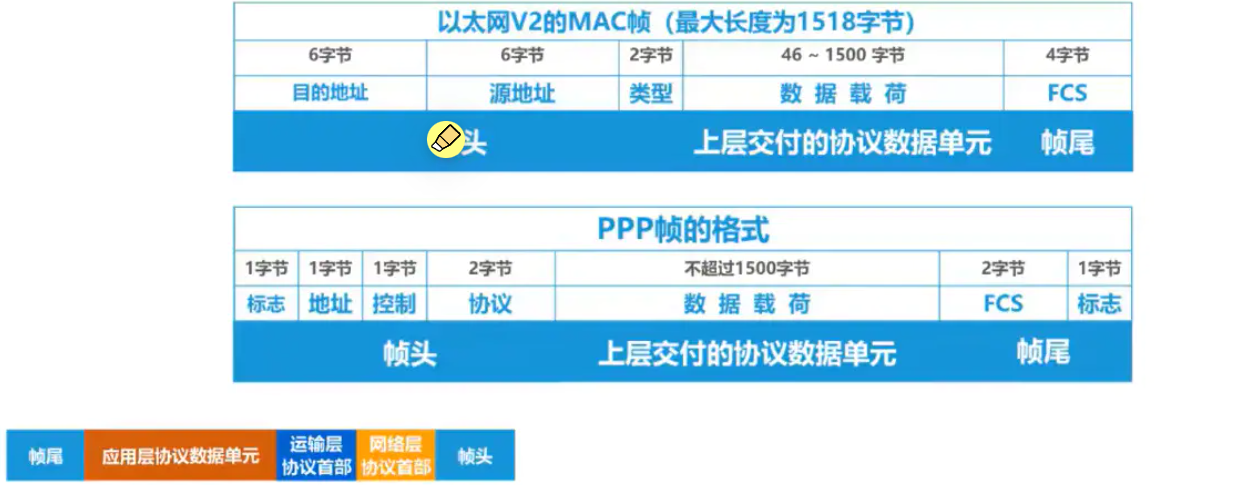 以太网V2的MAC帧（最大长度为1518字节）
6字节 6字节 2字节 46 ~ 1500 字节 4字节
目的地址 源地址 类型 数 据 载 荷 FCS
头 上层交付的协议数据单元 帧尾
PPP帧的格式
1字节 1字节 1字节 2字节 不超过1500字节 2字节 1字节
标志 地址 控制 协议 数 据 载 荷 FCS 标志
帧头 上层交付的协议数据单元 帧尾
帧尾 应用层协议数据单元 运输层 网络层 帧头
协议首部 协议首部